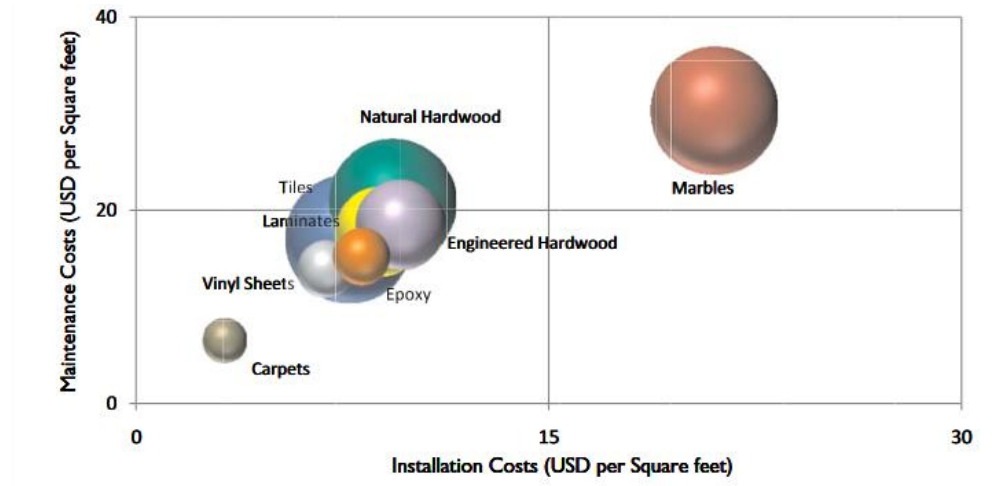 40
Maintenance Costs (USD per Square feet)
Natural Hardwood
Tiles
Marbles
20
Laminates
Engineered Hardwood
Vinyl Sheets
Epoxy
Carpets
0
0
15
30
Installation Costs (USD per Square feet)